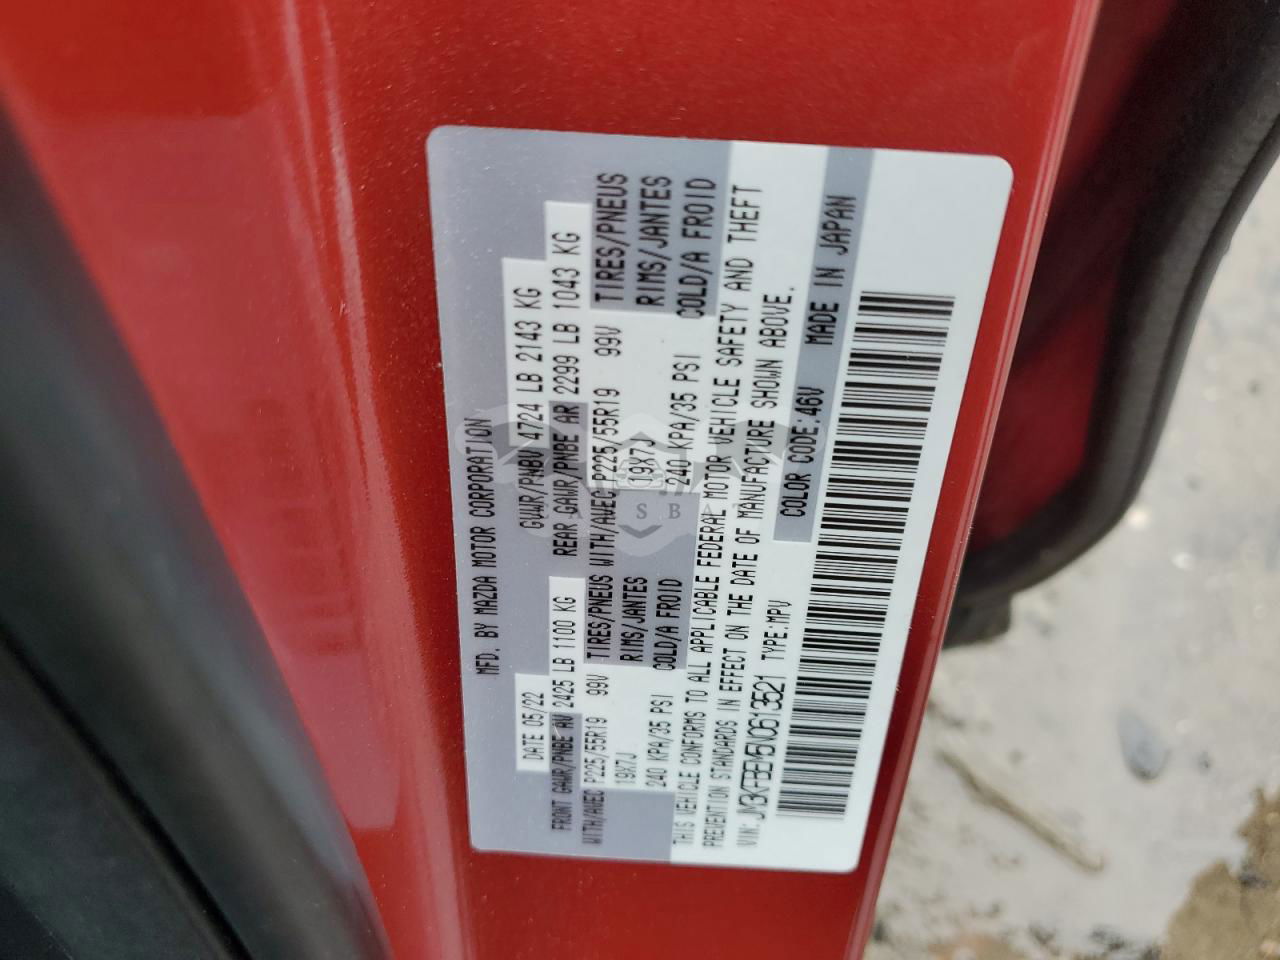 MFD. BY MAZDA MOTOR CORPORATION
DATE 05/22 GVWR/PNBV 4724 LB 2143 KG
FRONT GAWR/PNBE AV 2425 LB 1100 KG REAR GAWR/PNBE AR 2299 LB 1043 KG
WITH/AVEC P225/55R19 99V TIRES/PNEUS WITH/AVEC P225/55R19 99V TIRES/PNEUS
19X7J RIMS/JANTES 19X7J RIMS/JANTES
240 KPA/35 PSI COLD/A FROID 240 KPA/35 PSI COLD/A FROID
THIS VEHICLE CONFORMS TO ALL APPLICABLE FEDERAL MOTOR VEHICLE SAFETY AND THEFT
PREVENTION STANDARDS IN EFFECT ON THE DATE OF MANUFACTURE SHOWN ABOVE.
VIN: JM3KFBEM5N0613521 TYPE:MPV COLOR CODE:46V MADE IN JAPAN